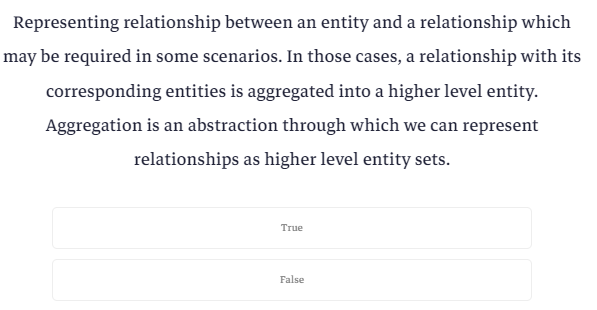 Representing relationship between an entity and a relationship which
may be required in some scenarios. In those cases, a relationship with its
corresponding entities is aggregated into a higher level entity.
Aggregation is an abstraction through which we can represent
relationships as higher level entity sets.
True
False